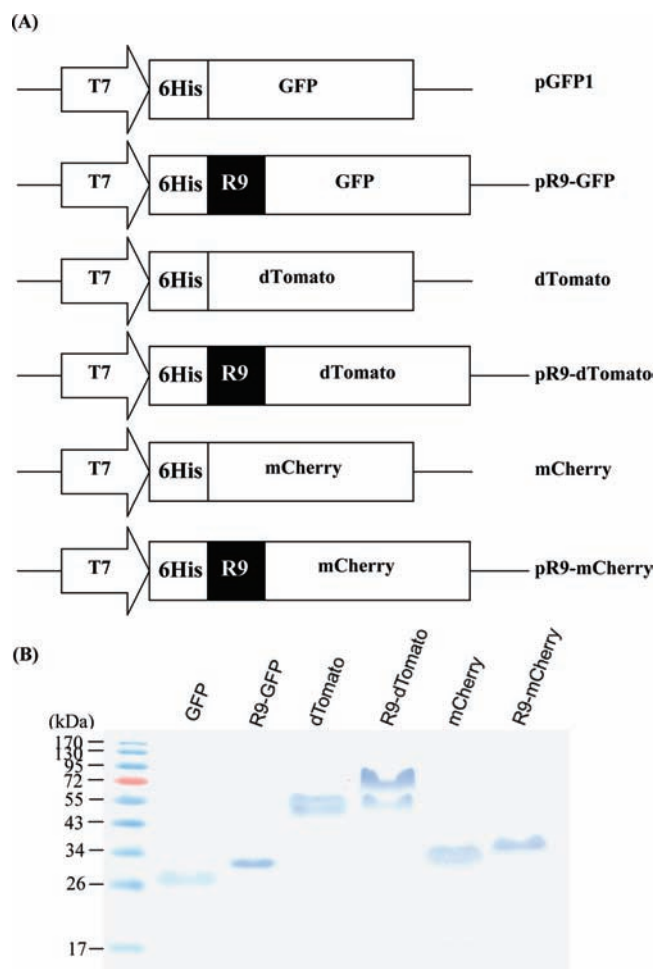 (A)
T7 6His GFP pGFP1
T7 6His R9 GFP pR9-GFP
T7 6His dTomato dTomato
T7 6His R9 dTomato pR9-dTomato
T7 6His mCherry mCherry
T7 6His R9 mCherry pR9-mCherry
(B)
GFP R9-GFP dTomato R9-dTomato mCherry R9-mCherry
(kDa)
170
130
95
72
55
43
34
26
17